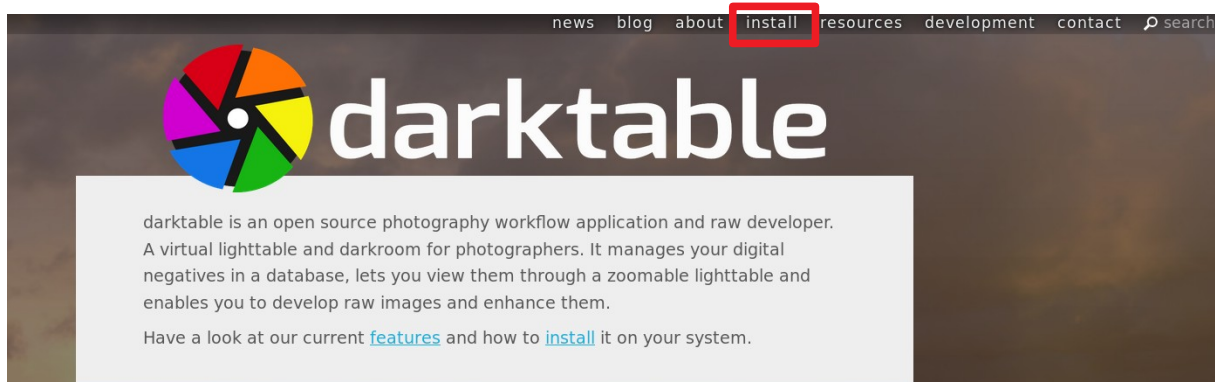 news blog about install resources development contact search
darktable
darktable is an open source photography workflow application and raw developer.
A virtual lighttable and darkroom for photographers. It manages your digital
negatives in a database, lets you view them through a zoomable lighttable and
enables you to develop raw images and enhance them.
Have a look at our current features and how to install it on your system.